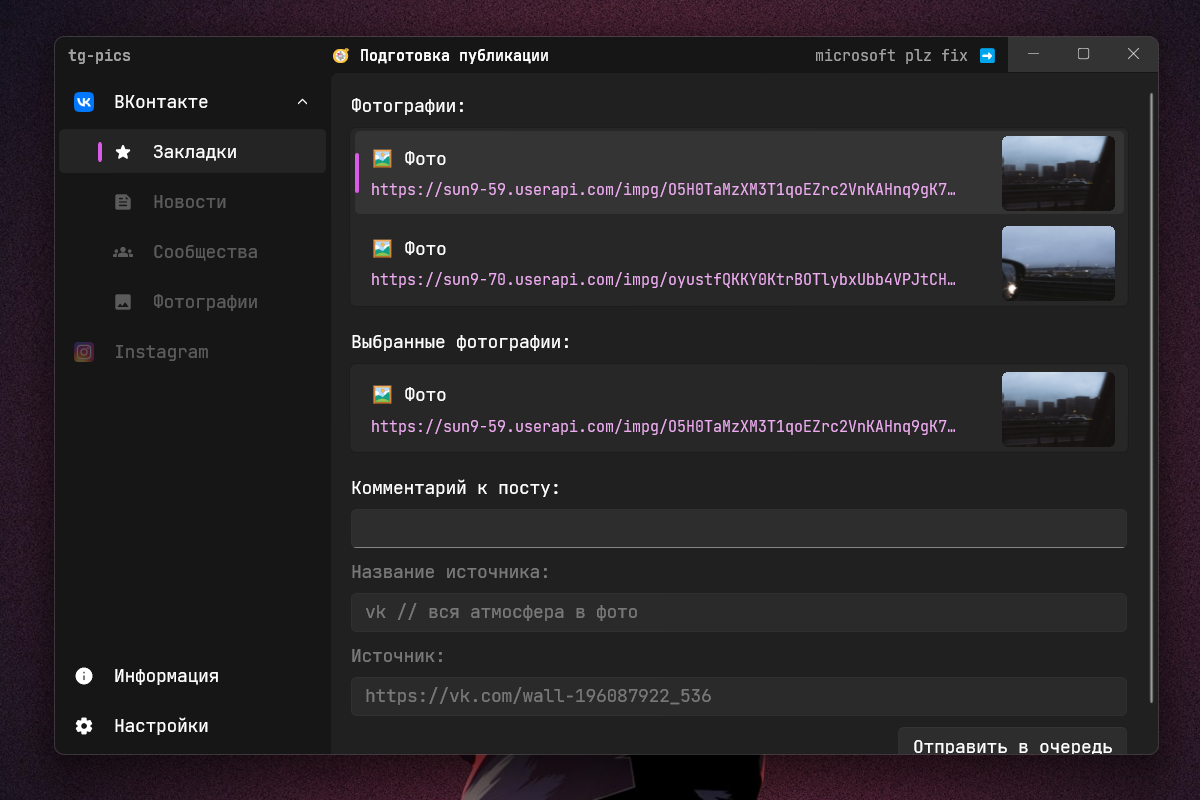 tg-pics
Подготовка публикации
microsoft plz fix
ВКонтакте
Закладки
Новости
Сообщества
Фотографии
Instagram
Информация
Настройки
Фотографии:
Фото
https://sun9-59.userapi.com/impg/O5H0TaMzXM3T1qoEZrc2VnKAHnq9gK7…
Фото
https://sun9-70.userapi.com/impg/oyustfQKKY0KtrBOTlybxUbb4VPJtCH…
Выбранные фотографии:
Фото
https://sun9-59.userapi.com/impg/O5H0TaMzXM3T1qoEZrc2VnKAHnq9gK7…
Комментарий к посту:
Название источника:
vk // вся атмосфера в фото
Источник:
https://vk.com/wall-196087922_536
Отправить в очередь